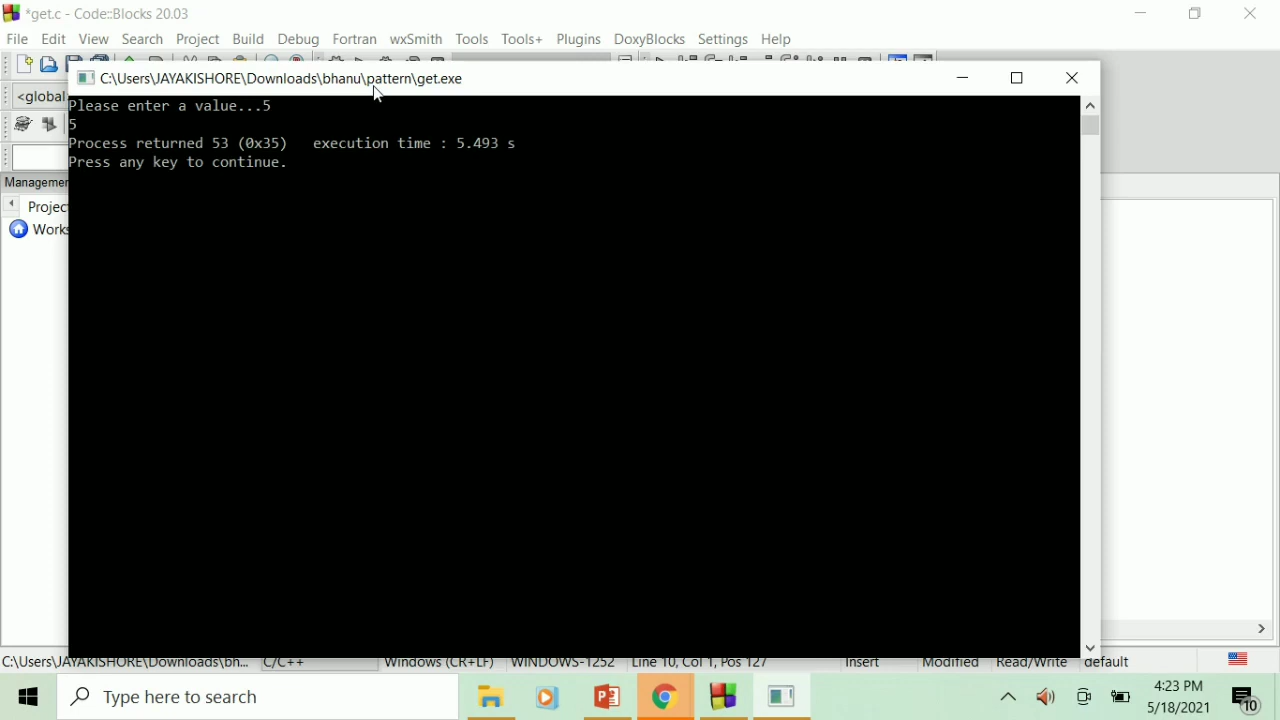 *get.c - Code::Blocks 20.03
File Edit View Search Project Build Debug Fortran wxSmith Tools Tools+ Plugins DoxyBlocks Settings Help
C:\Users\JAYAKISHORE\Downloads\bhanu\pattern\get.exe
<global
Please enter a value...5
5
Process returned 53 (0x35)   execution time : 5.493 s
Press any key to continue.
C:\Users\JAYAKISHORE\Downloads\bh... C/C++ Windows (CR+LF) WINDOWS-1252 Line 10, Col 1, Pos 127 Insert Modified Read/Write default
Type here to search
4:23 PM
5/18/2021
10